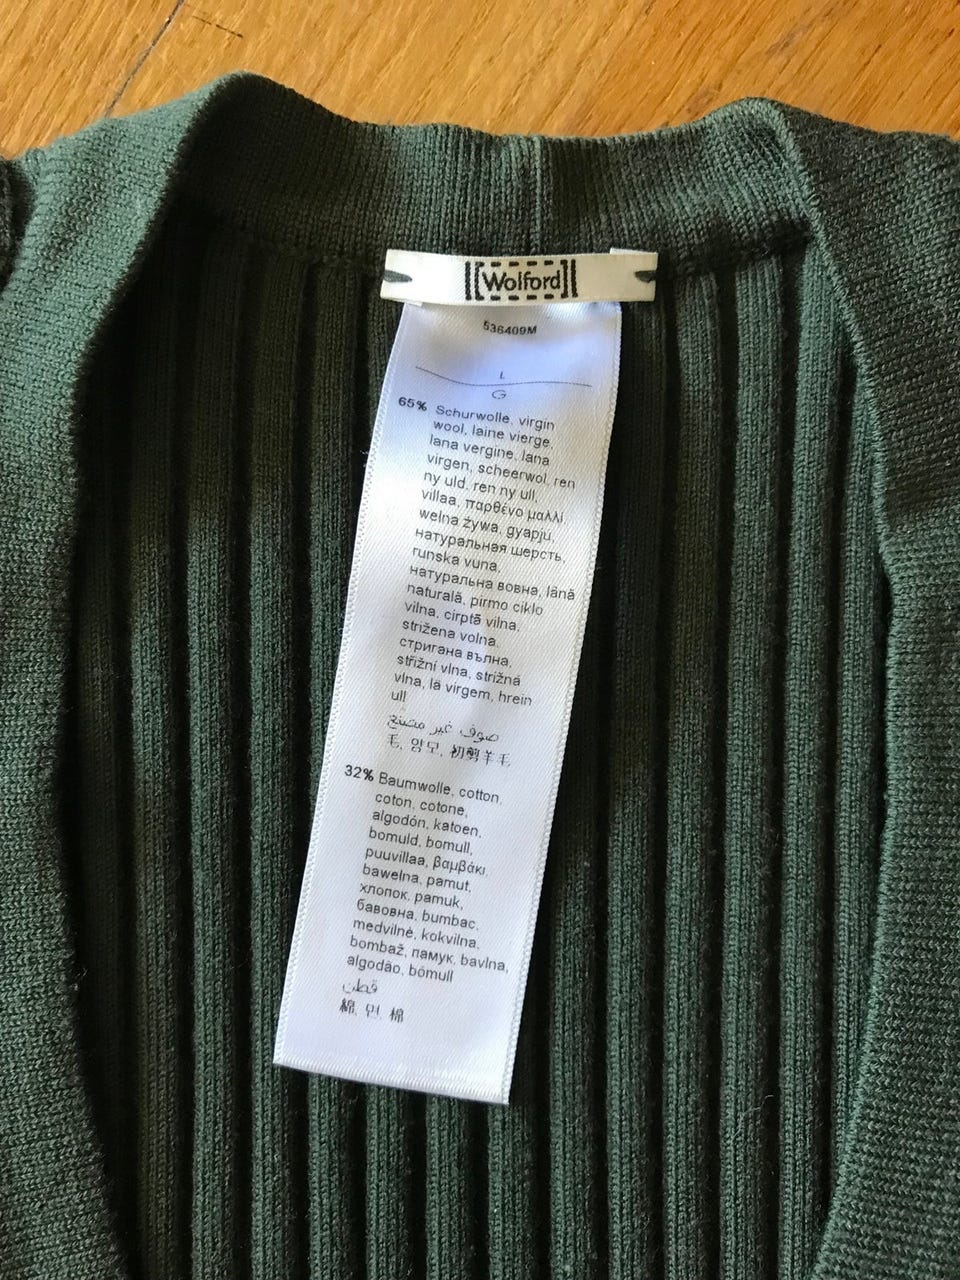 [Wolford]
536409M
L
G
65% Schurwolle, virgin
wool, laine vierge,
lana vergine, lana
virgen, scheerwol, ren
ny uld, ren ny ull,
villaa, παρθένο μαλλί
wełna żywa, gyapju,
натуральная шерсть,
runska vuna,
натуральна вовна, lână
naturală, pirmo ciklo
vilna, cirptā vilna,
strižena volna,
стригана вълна,
střižní vlna, strižná
vlna, lã virgem, hrein
ull
صوف غير مصنع
毛, 양모, 初剪羊毛
32% Baumwolle, cotton,
coton, cotone,
algodón, katoen,
bomuld, bomull,
puuvillaa, βαμβάκι,
bawełna, pamut,
хлопок, pamuk,
бавовна, bumbac,
medvilnė, kokvilna,
bombaž, памук, bavlna,
algodão, bómull
قطن
綿, 면, 棉